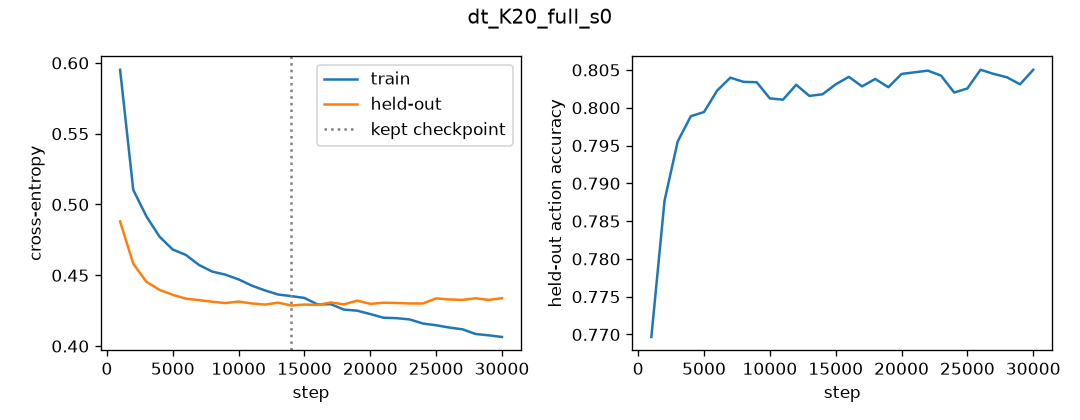 dt_K20_full_s0
cross-entropy
0.60
0.55
0.50
0.45
0.40
train
held-out
kept checkpoint
0 5000 10000 15000 20000 25000 30000
step
held-out action accuracy
0.805
0.800
0.795
0.790
0.785
0.780
0.775
0.770
0 5000 10000 15000 20000 25000 30000
step